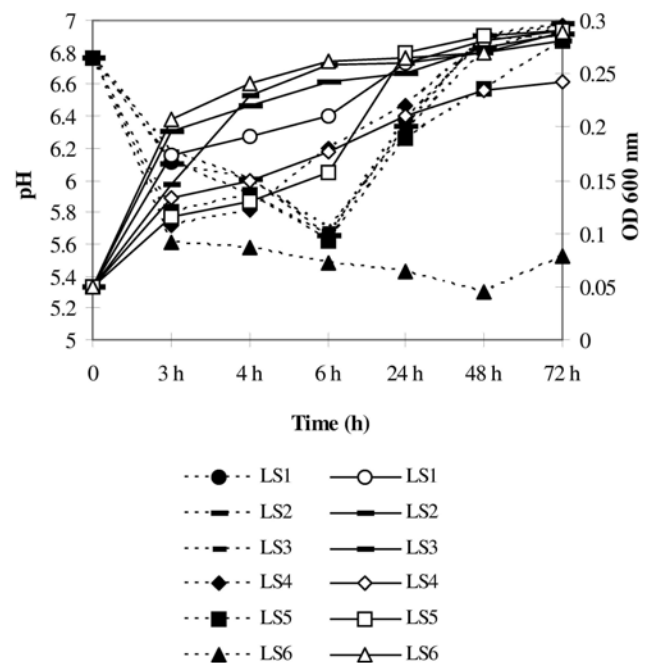 7
6.8
6.6
6.4
6.2
6
5.8
5.6
5.4
5.2
5
pH
0.3
0.25
0.2
0.15
0.1
0.05
0
OD 600 nm
0 3 h 4 h 6 h 24 h 48 h 72 h
Time (h)
LS1 LS1
LS2 LS2
LS3 LS3
LS4 LS4
LS5 LS5
LS6 LS6